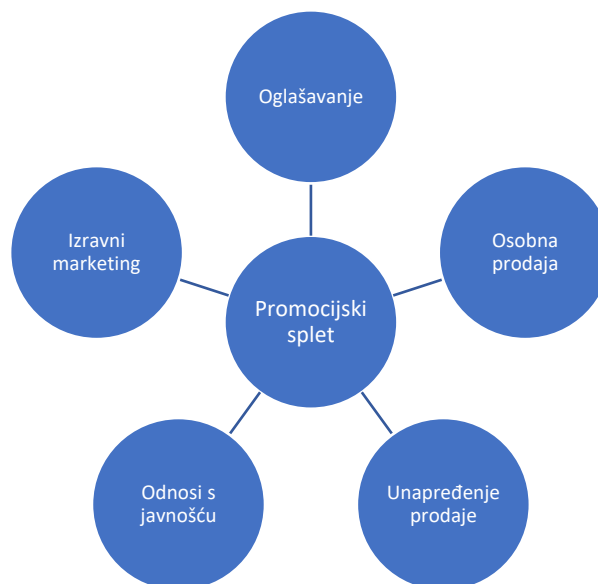 Oglašavanje
Osobna
prodaja
Unapređenje
prodaje
Odnosi s
javnošću
Izravni
marketing
Promocijski
splet